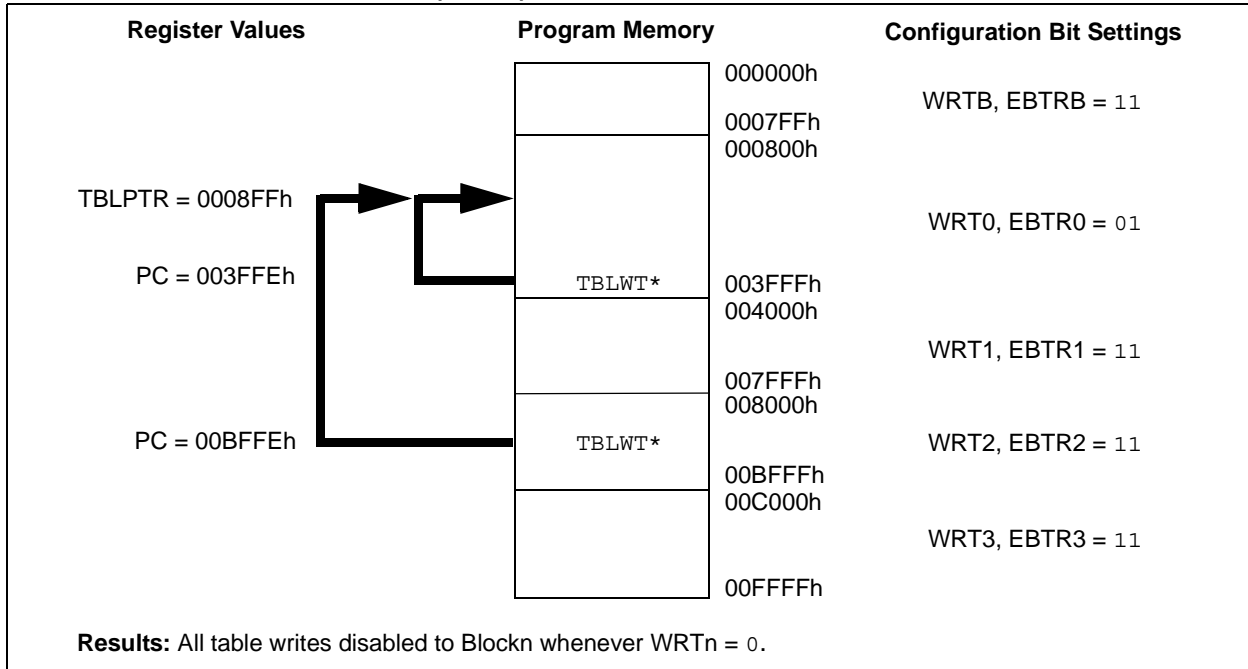 Register Values Program Memory Configuration Bit Settings
000000h
WRTB, EBTRB = 11
0007FFh
000800h
TBLPTR = 0008FFh
WRT0, EBTR0 = 01
PC = 003FFEh TBLWT* 003FFFh
004000h
WRT1, EBTR1 = 11
007FFFh
008000h
PC = 00BFFEh TBLWT* WRT2, EBTR2 = 11
00BFFFh
00C000h
WRT3, EBTR3 = 11
00FFFFh
Results: All table writes disabled to Blockn whenever WRTn = 0.